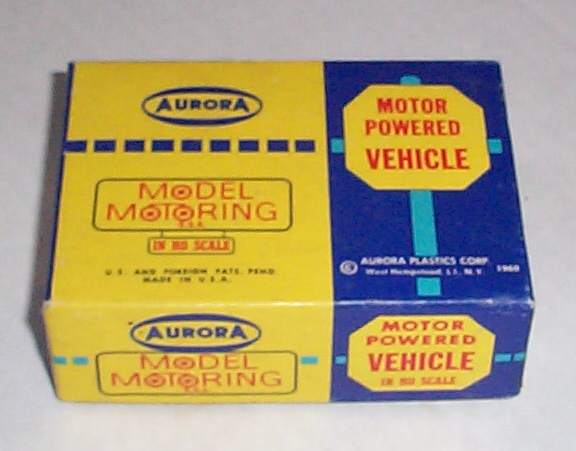 AURORA
MODEL
MOTORING
U.S.A.
IN HO SCALE
U.S. AND FOREIGN PATS. PEND.
MADE IN U.S.A.
MOTOR
POWERED
VEHICLE
© AURORA PLASTICS CORP.
West Hempstead, L.I. N.Y. 1960
AURORA
MODEL
MOTORING
U.S.A.
MOTOR
POWERED
VEHICLE
IN HO SCALE